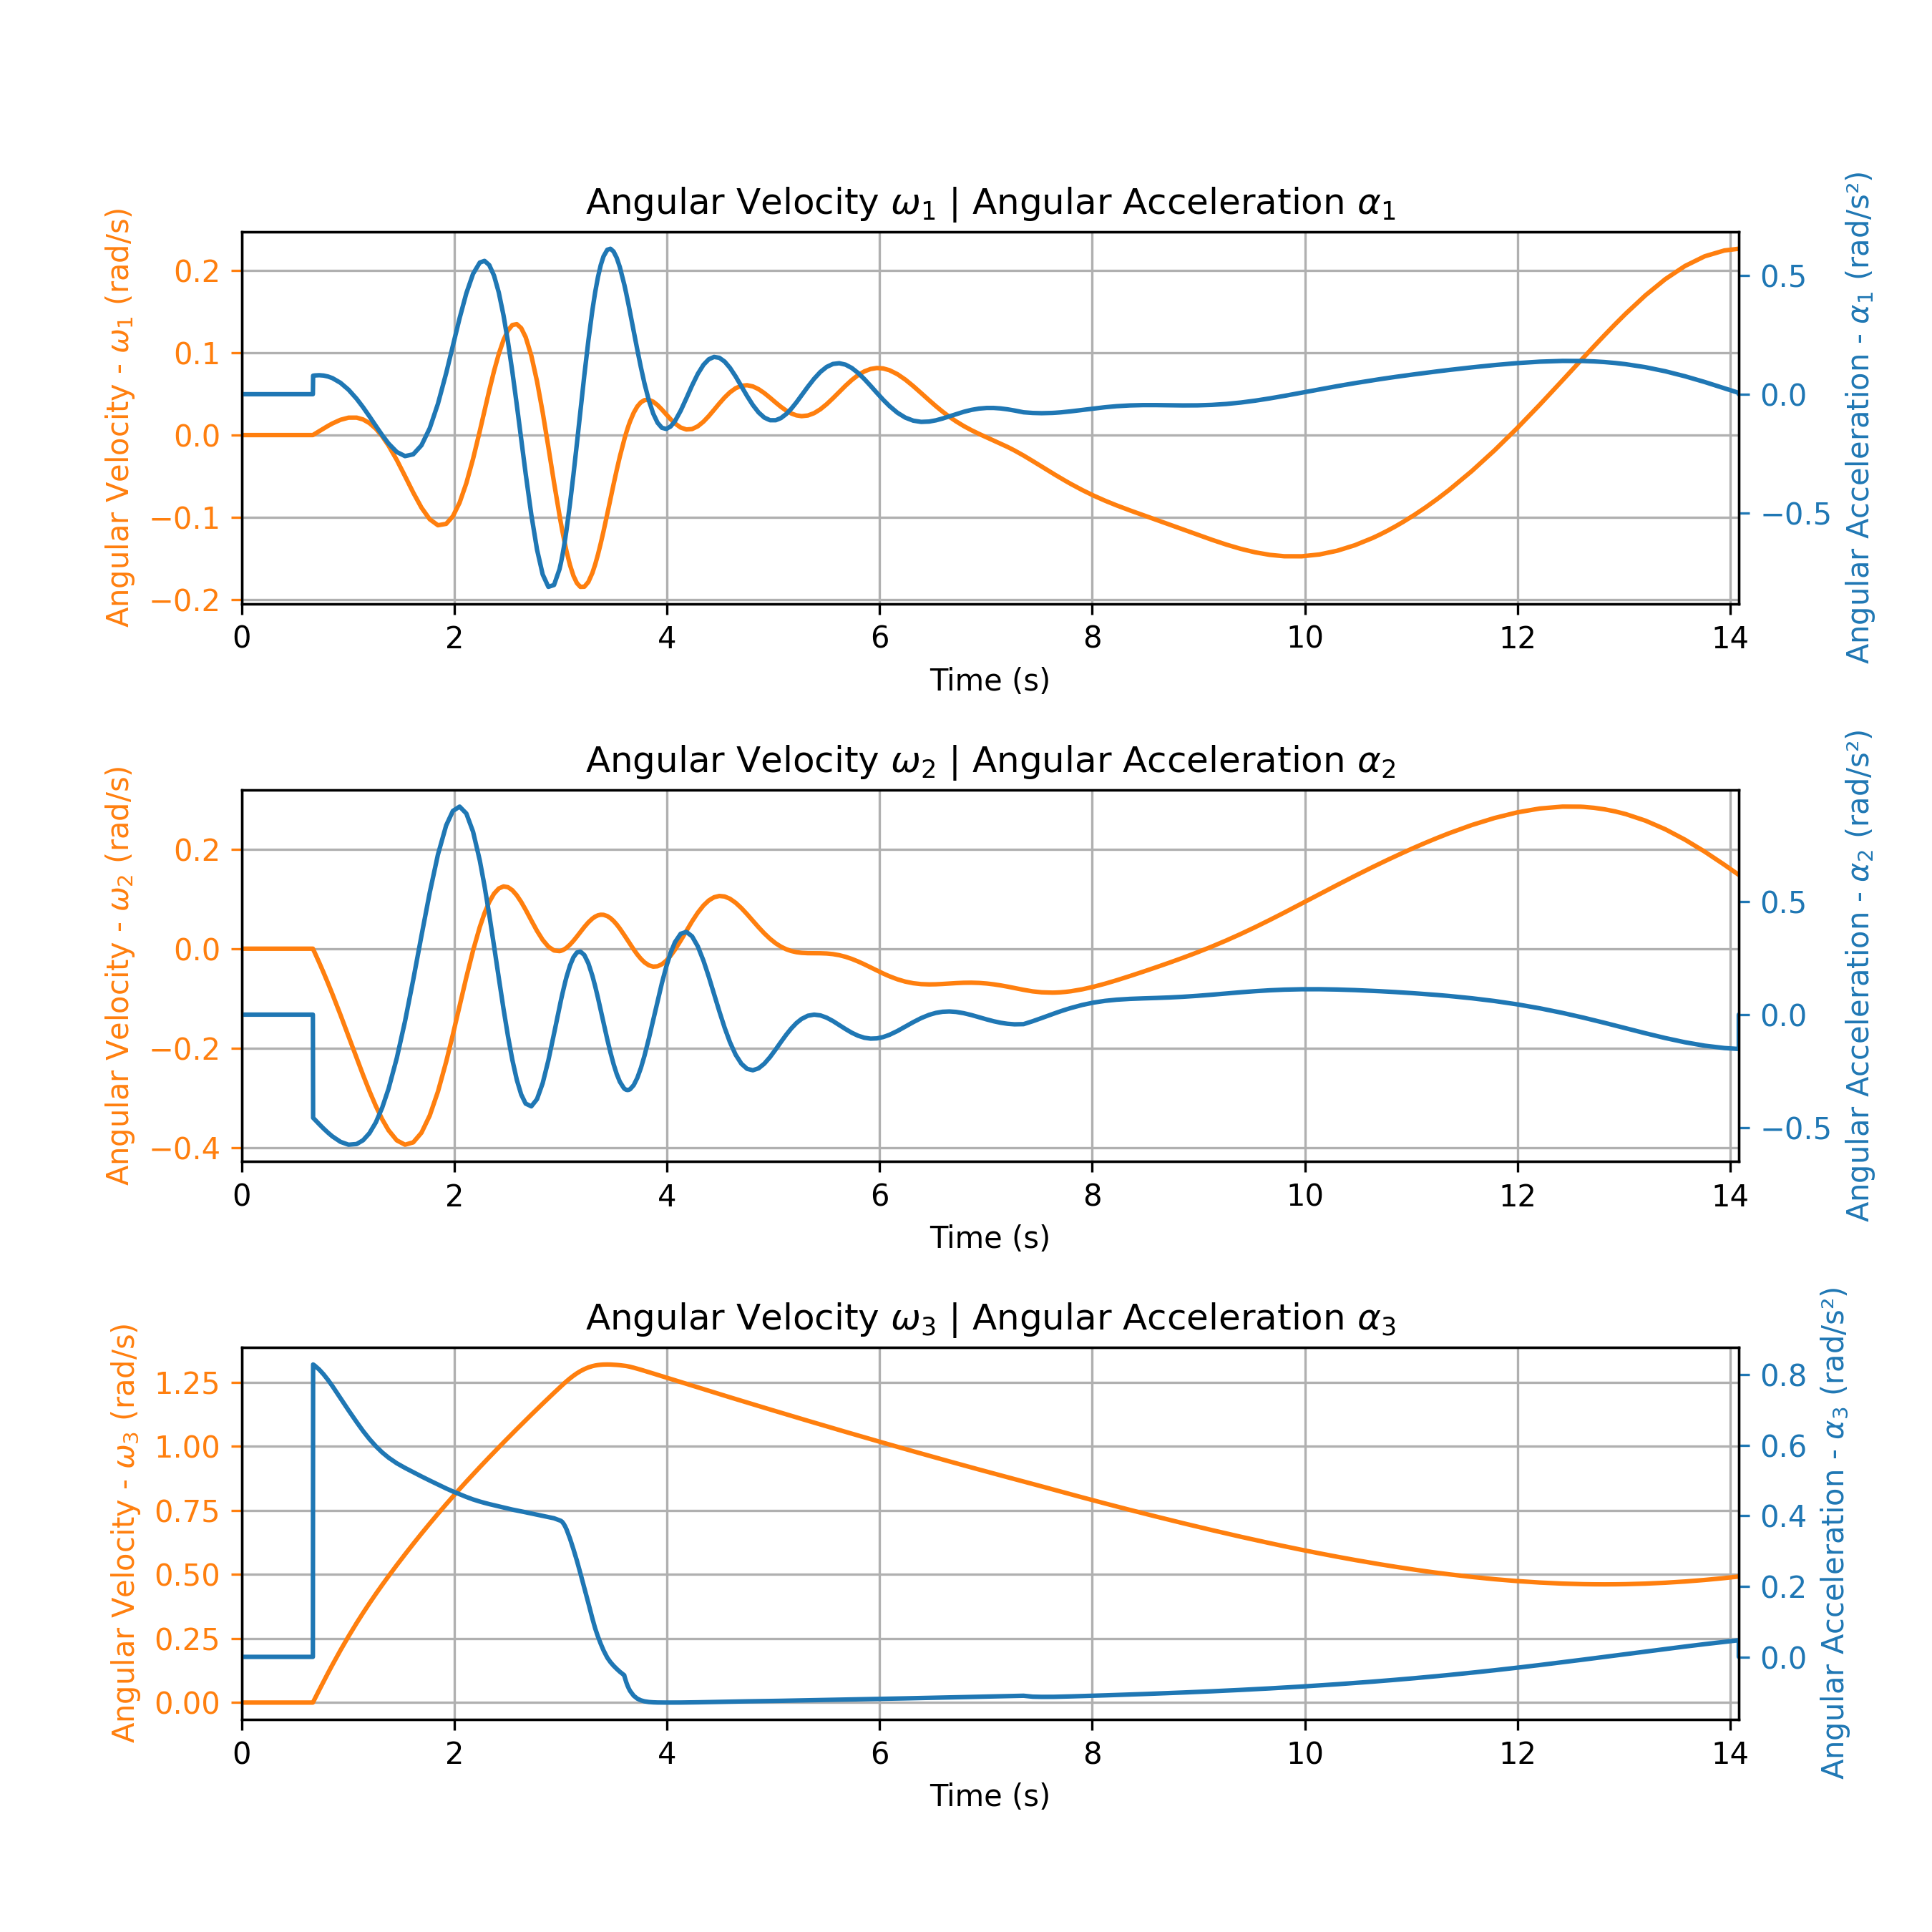 Angular Velocity ω₁ | Angular Acceleration α₁
Angular Velocity - ω₁ (rad/s)
0.2
0.1
0.0
−0.1
−0.2
0.5
0.0
−0.5
Angular Acceleration - α₁ (rad/s²)
0 2 4 6 8 10 12 14
Time (s)
Angular Velocity ω₂ | Angular Acceleration α₂
Angular Velocity - ω₂ (rad/s)
0.2
0.0
−0.2
−0.4
0.5
0.0
−0.5
Angular Acceleration - α₂ (rad/s²)
0 2 4 6 8 10 12 14
Time (s)
Angular Velocity ω₃ | Angular Acceleration α₃
Angular Velocity - ω₃ (rad/s)
1.25
1.00
0.75
0.50
0.25
0.00
0.8
0.6
0.4
0.2
0.0
Angular Acceleration - α₃ (rad/s²)
0 2 4 6 8 10 12 14
Time (s)